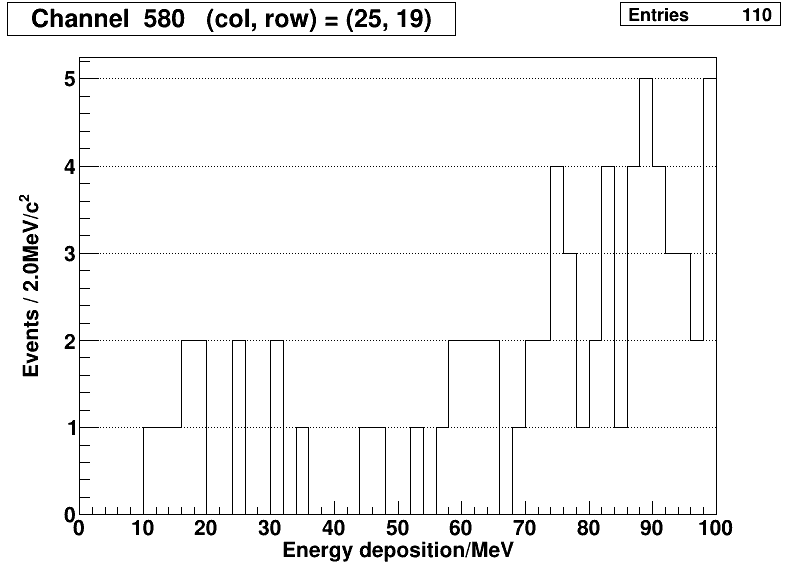 Channel 580 (col, row) = (25, 19)
Entries 110
Events / 2.0MeV/c²
5
4
3
2
1
0
0 10 20 30 40 50 60 70 80 90 100
Energy deposition/MeV